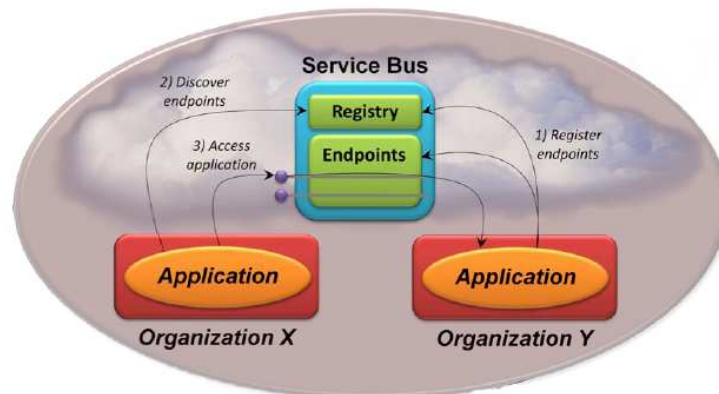 Service Bus
2) Discover
endpoints
Registry
3) Access
application
Endpoints
1) Register
endpoints
Application
Application
Organization X
Organization Y